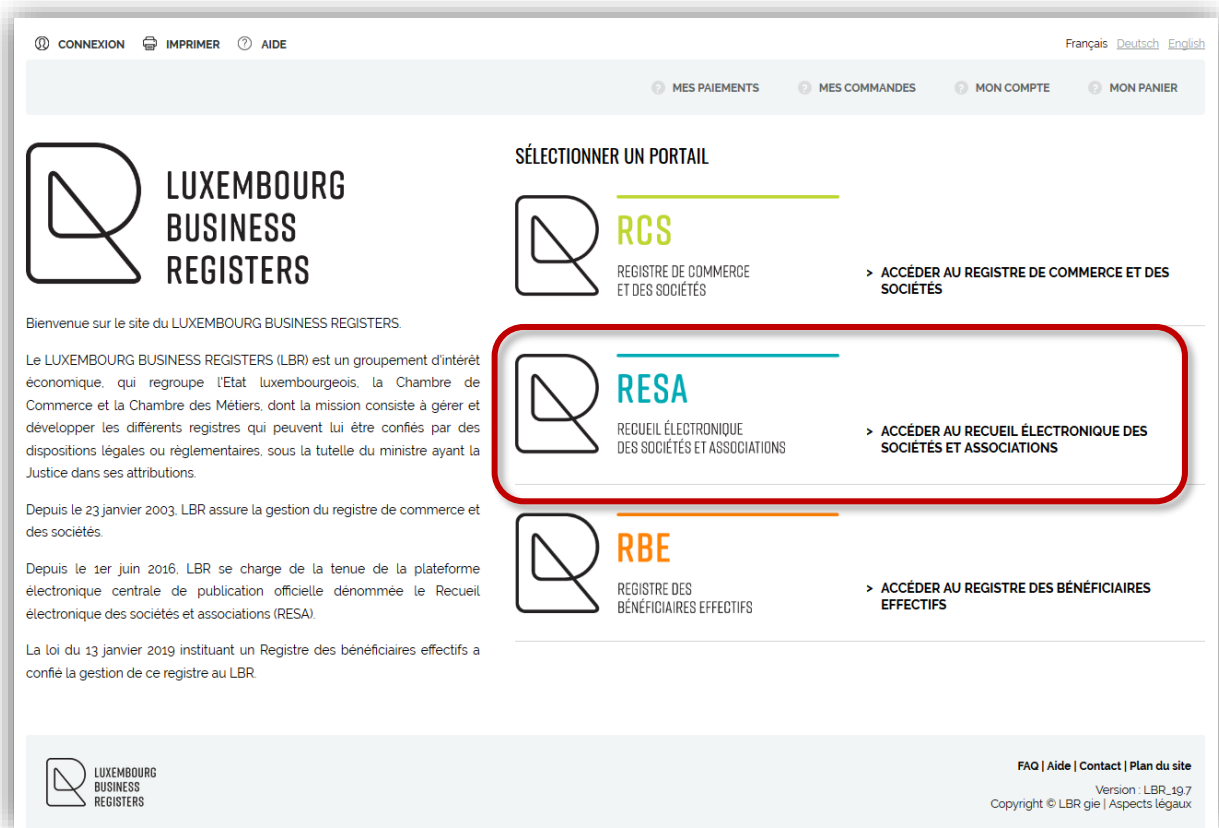 CONNEXION IMPRIMER AIDE
Français Deutsch English
MES PAIEMENTS MES COMMANDES MON COMPTE MON PANIER
LUXEMBOURG
BUSINESS
REGISTERS
Bienvenue sur le site du LUXEMBOURG BUSINESS REGISTERS.
Le LUXEMBOURG BUSINESS REGISTERS (LBR) est un groupement d'intérêt
économique, qui regroupe l'Etat luxembourgeois, la Chambre de
Commerce et la Chambre des Métiers, dont la mission consiste à gérer et
développer les différents registres qui peuvent lui être confiés par des
dispositions légales ou règlementaires, sous la tutelle du ministre ayant la
Justice dans ses attributions.
Depuis le 23 janvier 2003, LBR assure la gestion du registre de commerce et
des sociétés.
Depuis le 1er juin 2016, LBR se charge de la tenue de la plateforme
électronique centrale de publication officielle dénommée le Recueil
électronique des sociétés et associations (RESA).
La loi du 13 janvier 2019 instituant un Registre des bénéficiaires effectifs a
confié la gestion de ce registre au LBR.
SÉLECTIONNER UN PORTAIL
RCS
REGISTRE DE COMMERCE
ET DES SOCIÉTÉS
> ACCÉDER AU REGISTRE DE COMMERCE ET DES
SOCIÉTÉS
RESA
RECUEIL ÉLECTRONIQUE
DES SOCIÉTÉS ET ASSOCIATIONS
> ACCÉDER AU RECUEIL ÉLECTRONIQUE DES
SOCIÉTÉS ET ASSOCIATIONS
RBE
REGISTRE DES
BÉNÉFICIAIRES EFFECTIFS
> ACCÉDER AU REGISTRE DES BÉNÉFICIAIRES
EFFECTIFS
LUXEMBOURG
BUSINESS
REGISTERS
FAQ | Aide | Contact | Plan du site
Version : LBR_19.7
Copyright © LBR gie | Aspects légaux